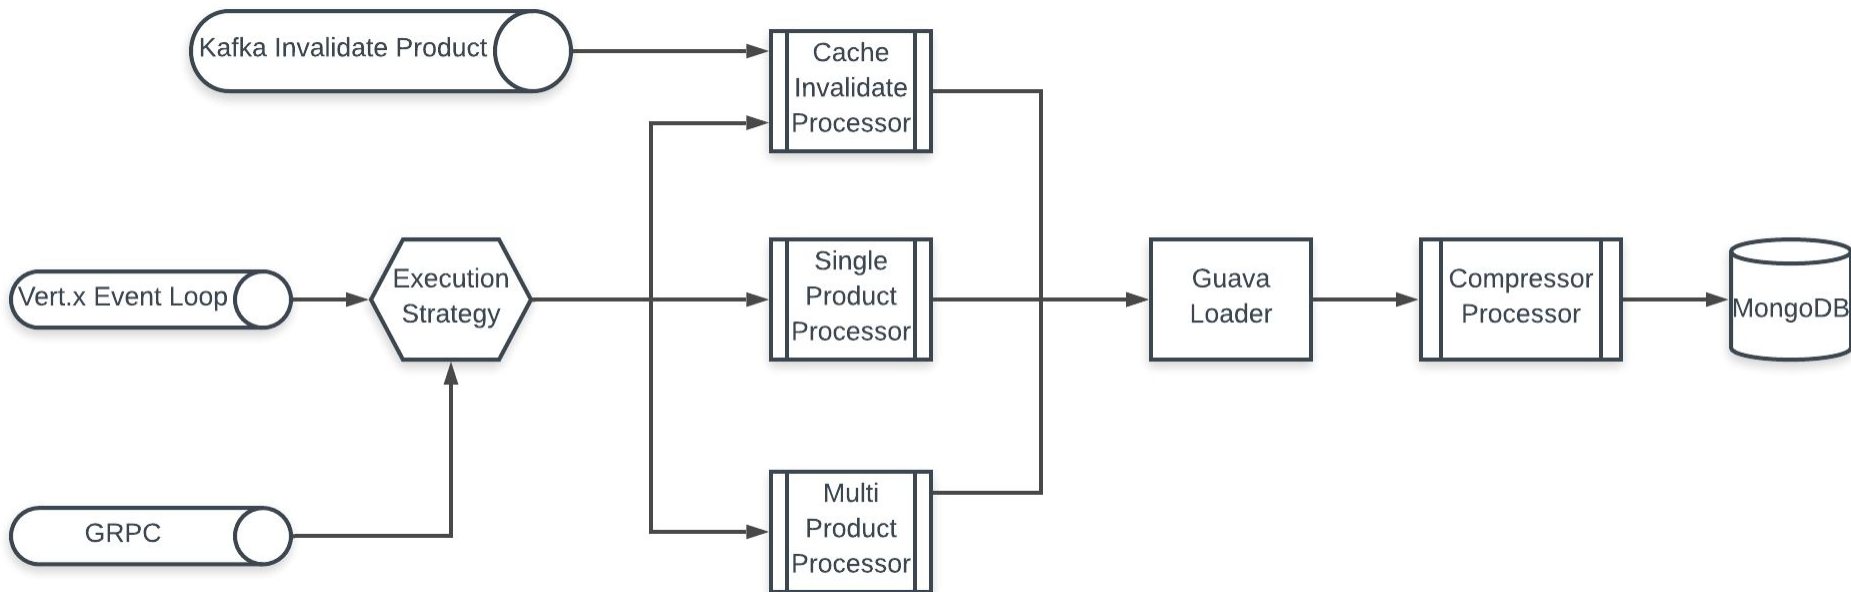 Kafka Invalidate Product
Cache
Invalidate
Processor
Vert.x Event Loop
Execution
Strategy
Single
Product
Processor
Guava
Loader
Compressor
Processor
MongoDB
GRPC
Multi
Product
Processor